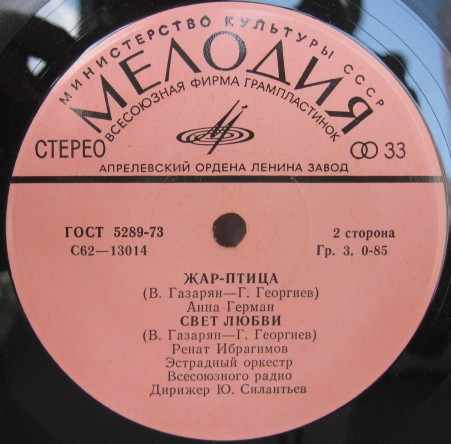 МИНИСТЕРСТВО КУЛЬТУРЫ СССР
МЕЛОДИЯ
ВСЕСОЮЗНАЯ ФИРМА ГРАМПЛАСТИНОК
СТЕРЕО
33
АПРЕЛЕВСКИЙ ОРДЕНА ЛЕНИНА ЗАВОД
ГОСТ 5289-73
2 сторона
С62—13014
Гр. 3. 0-85
ЖАР-ПТИЦА
(В. Газарян—Г. Георгиев)
Анна Герман
СВЕТ ЛЮБВИ
(В. Газарян—Г. Георгиев)
Ренат Ибрагимов
Эстрадный оркестр
Всесоюзного радио
Дирижер Ю. Силантьев